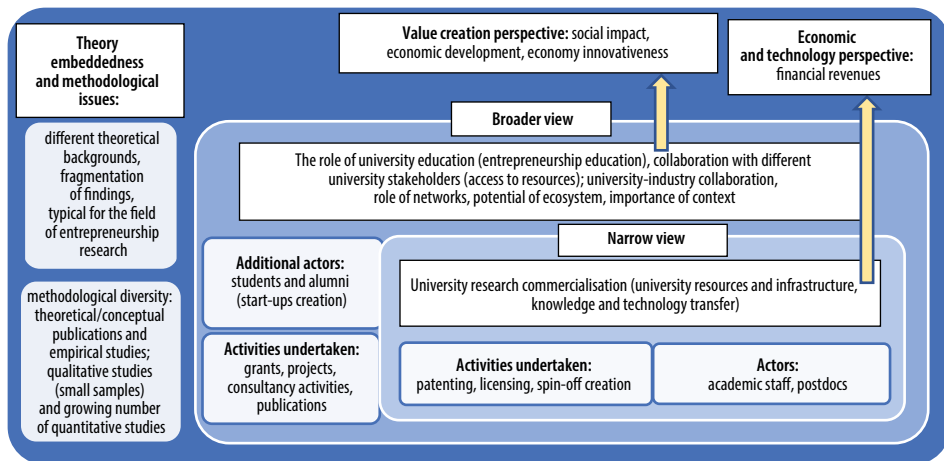 Theory
embeddedness
and methodological
issues:
different theoretical
backgrounds,
fragmentation
of findings,
typical for the field
of entrepreneurship
research
methodological diversity:
theoretical/conceptual
publications and
empirical studies;
qualitative studies
(small samples)
and growing number
of quantitative studies
Value creation perspective: social impact,
economic development, economy innovativeness
Economic
and technology perspective:
financial revenues
Broader view
The role of university education (entrepreneurship education), collaboration with different
university stakeholders (access to resources); university-industry collaboration,
role of networks, potential of ecosystem, importance of context
Additional actors:
students and alumni
(start-ups creation)
Activities undertaken:
grants, projects,
consultancy activities,
publications
Narrow view
University research commercialisation (university resources and infrastructure,
knowledge and technology transfer)
Activities undertaken:
patenting, licensing, spin-off creation
Actors:
academic staff, postdocs